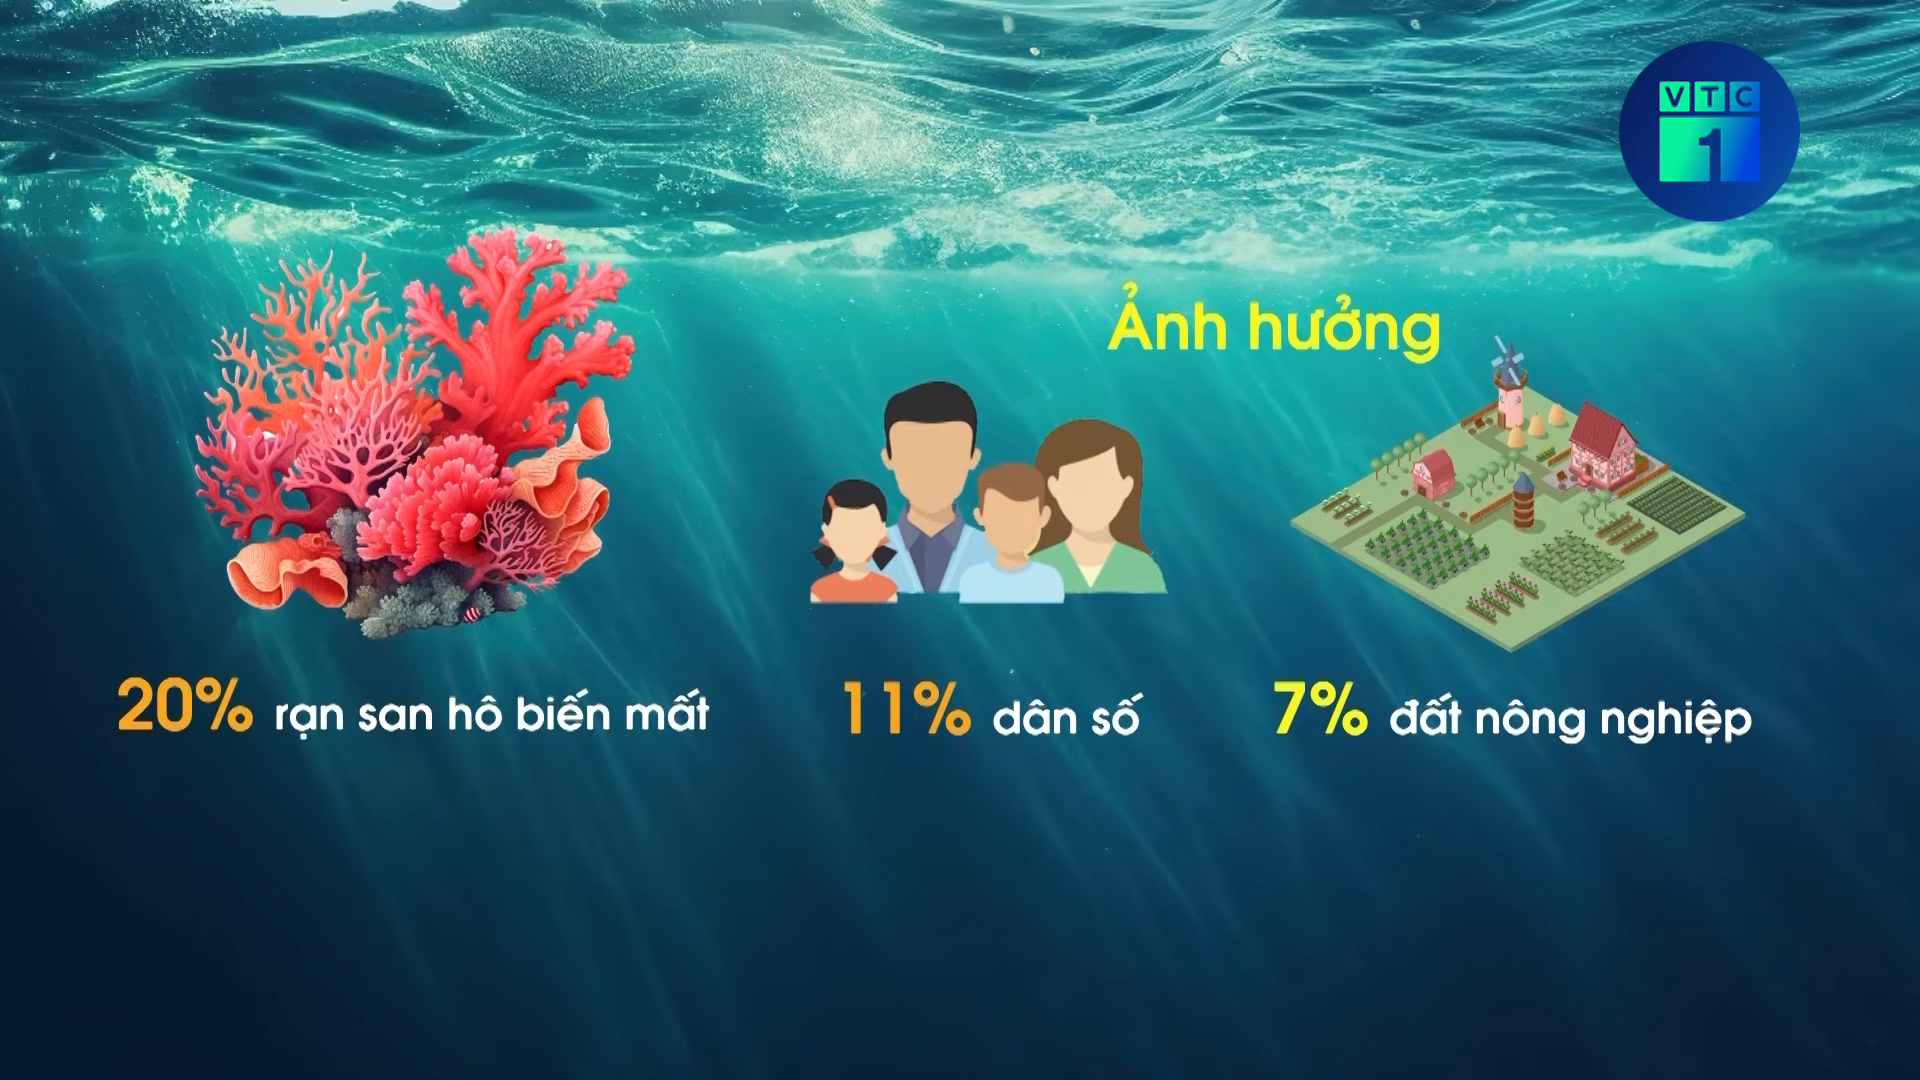 VTC
1
Ảnh hưởng
20% rạn san hô biến mất
11% dân số
7% đất nông nghiệp